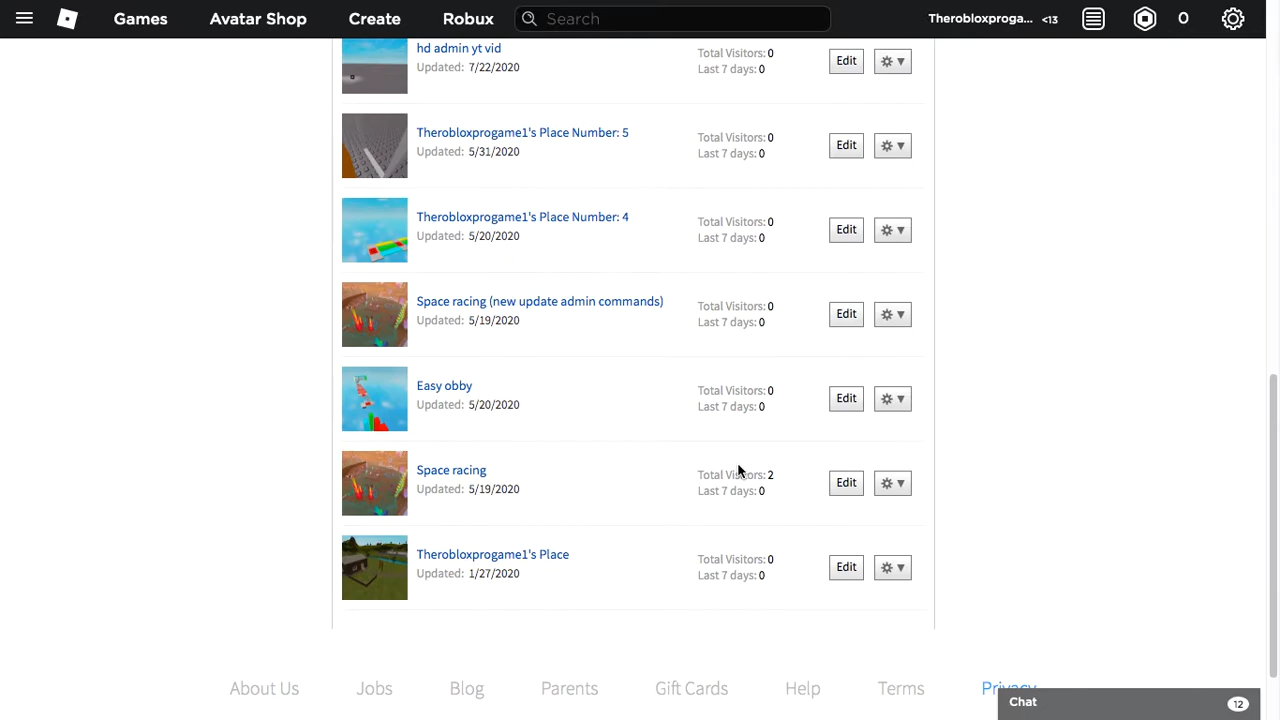 Games Avatar Shop Create Robux Search Therobloxproga... <13 0
hd admin yt vid
Updated: 7/22/2020
Total Visitors: 0
Last 7 days: 0
Edit
Therobloxprogame1's Place Number: 5
Updated: 5/31/2020
Total Visitors: 0
Last 7 days: 0
Edit
Therobloxprogame1's Place Number: 4
Updated: 5/20/2020
Total Visitors: 0
Last 7 days: 0
Edit
Space racing (new update admin commands)
Updated: 5/19/2020
Total Visitors: 0
Last 7 days: 0
Edit
Easy obby
Updated: 5/20/2020
Total Visitors: 0
Last 7 days: 0
Edit
Space racing
Updated: 5/19/2020
Total Visitors: 2
Last 7 days: 0
Edit
Therobloxprogame1's Place
Updated: 1/27/2020
Total Visitors: 0
Last 7 days: 0
Edit
About Us Jobs Blog Parents Gift Cards Help Terms Privacy
Chat 12